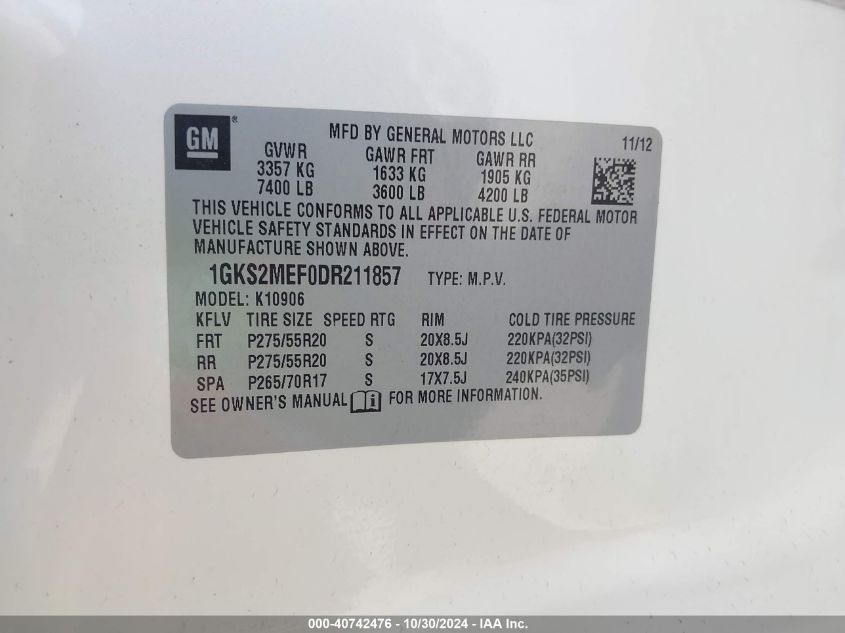 GM ®
MFD BY GENERAL MOTORS LLC 11/12
GVWR GAWR FRT GAWR RR
3357 KG 1633 KG 1905 KG
7400 LB 3600 LB 4200 LB
THIS VEHICLE CONFORMS TO ALL APPLICABLE U.S. FEDERAL MOTOR
VEHICLE SAFETY STANDARDS IN EFFECT ON THE DATE OF
MANUFACTURE SHOWN ABOVE.
1GKS2MEF0DR211857 TYPE: M.P.V.
MODEL: K10906
KFLV TIRE SIZE SPEED RTG RIM COLD TIRE PRESSURE
FRT P275/55R20 S 20X8.5J 220KPA(32PSI)
RR P275/55R20 S 20X8.5J 220KPA(32PSI)
SPA P265/70R17 S 17X7.5J 240KPA(35PSI)
SEE OWNER'S MANUAL i FOR MORE INFORMATION.
000-40742476 - 10/30/2024 - IAA Inc.